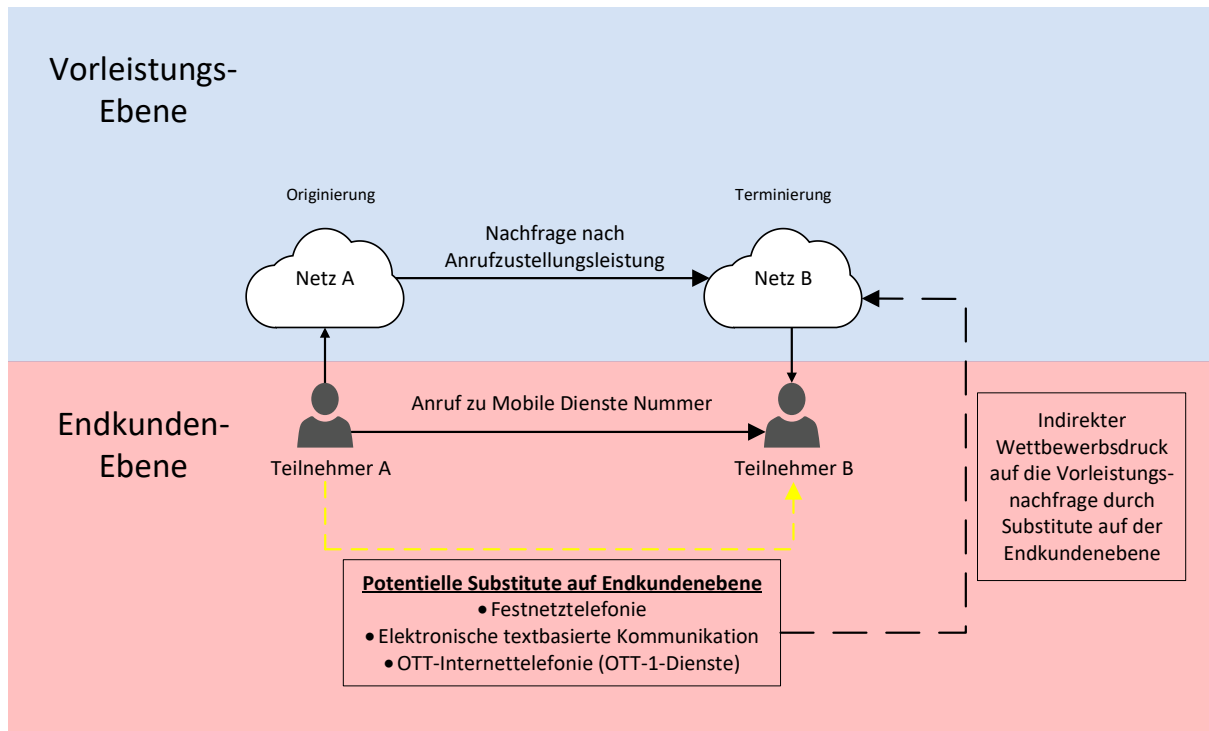 Vorleistungs-
Ebene
Originierung
Terminierung
Nachfrage nach
Anrufzustellungsleistung
Netz A
Netz B
Endkunden-
Ebene
Anruf zu Mobile Dienste Nummer
Teilnehmer A
Teilnehmer B
Indirekter
Wettbewerbsdruck
auf die Vorleistungs-
nachfrage durch
Substitute auf der
Endkundenebene
Potentielle Substitute auf Endkundenebene
• Festnetztelefonie
• Elektronische textbasierte Kommunikation
• OTT-Internettelefonie (OTT-1-Dienste)